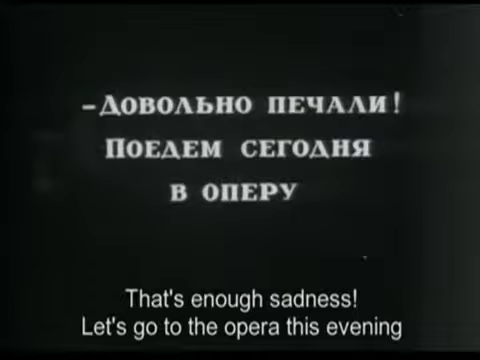 –Довольно печали!
Поедем сегодня
в оперу
That's enough sadness!
Let's go to the opera this evening